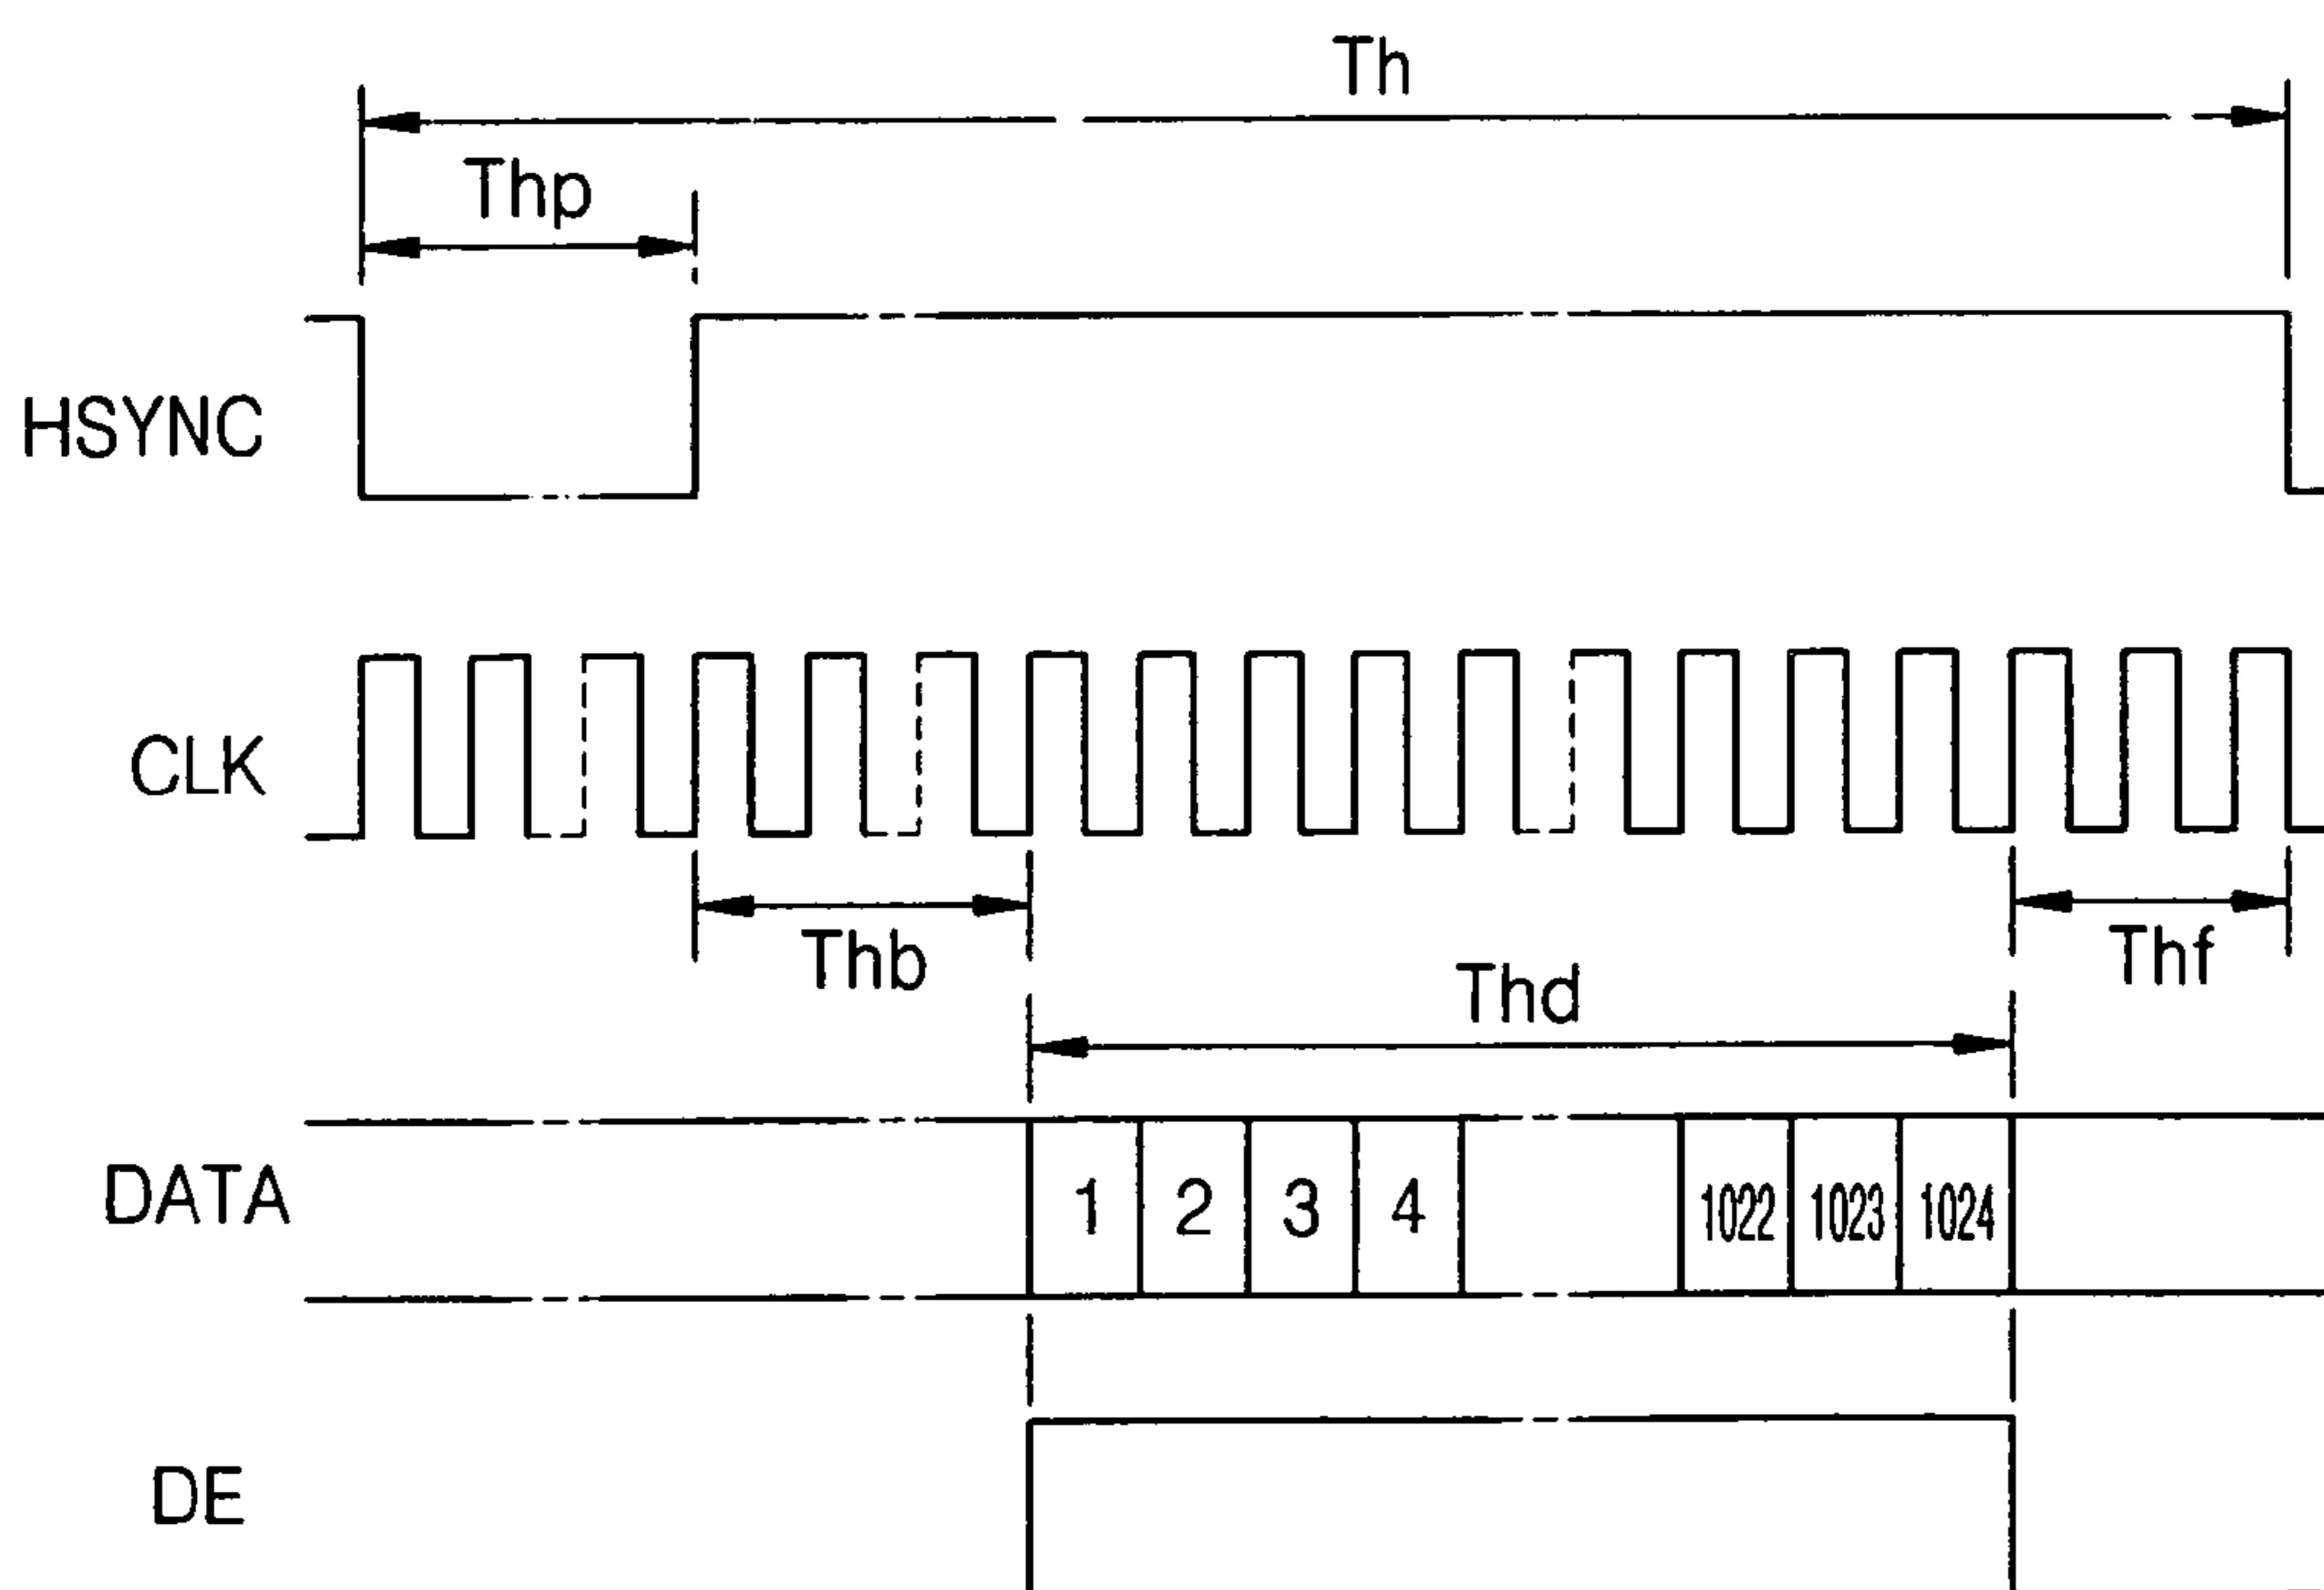 Th
Thp
HSYNC
CLK
Thb
Thf
Thd
DATA
1 2 3 4 1022 1023 1024
DE